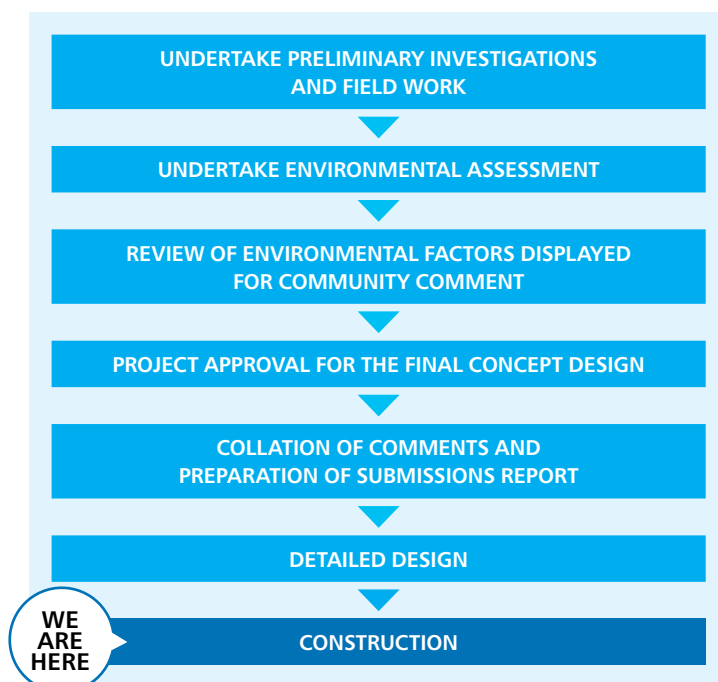 UNDERTAKE PRELIMINARY INVESTIGATIONS
AND FIELD WORK
UNDERTAKE ENVIRONMENTAL ASSESSMENT
REVIEW OF ENVIRONMENTAL FACTORS DISPLAYED
FOR COMMUNITY COMMENT
PROJECT APPROVAL FOR THE FINAL CONCEPT DESIGN
COLLATION OF COMMENTS AND
PREPARATION OF SUBMISSIONS REPORT
DETAILED DESIGN
WE
ARE
HERE
CONSTRUCTION